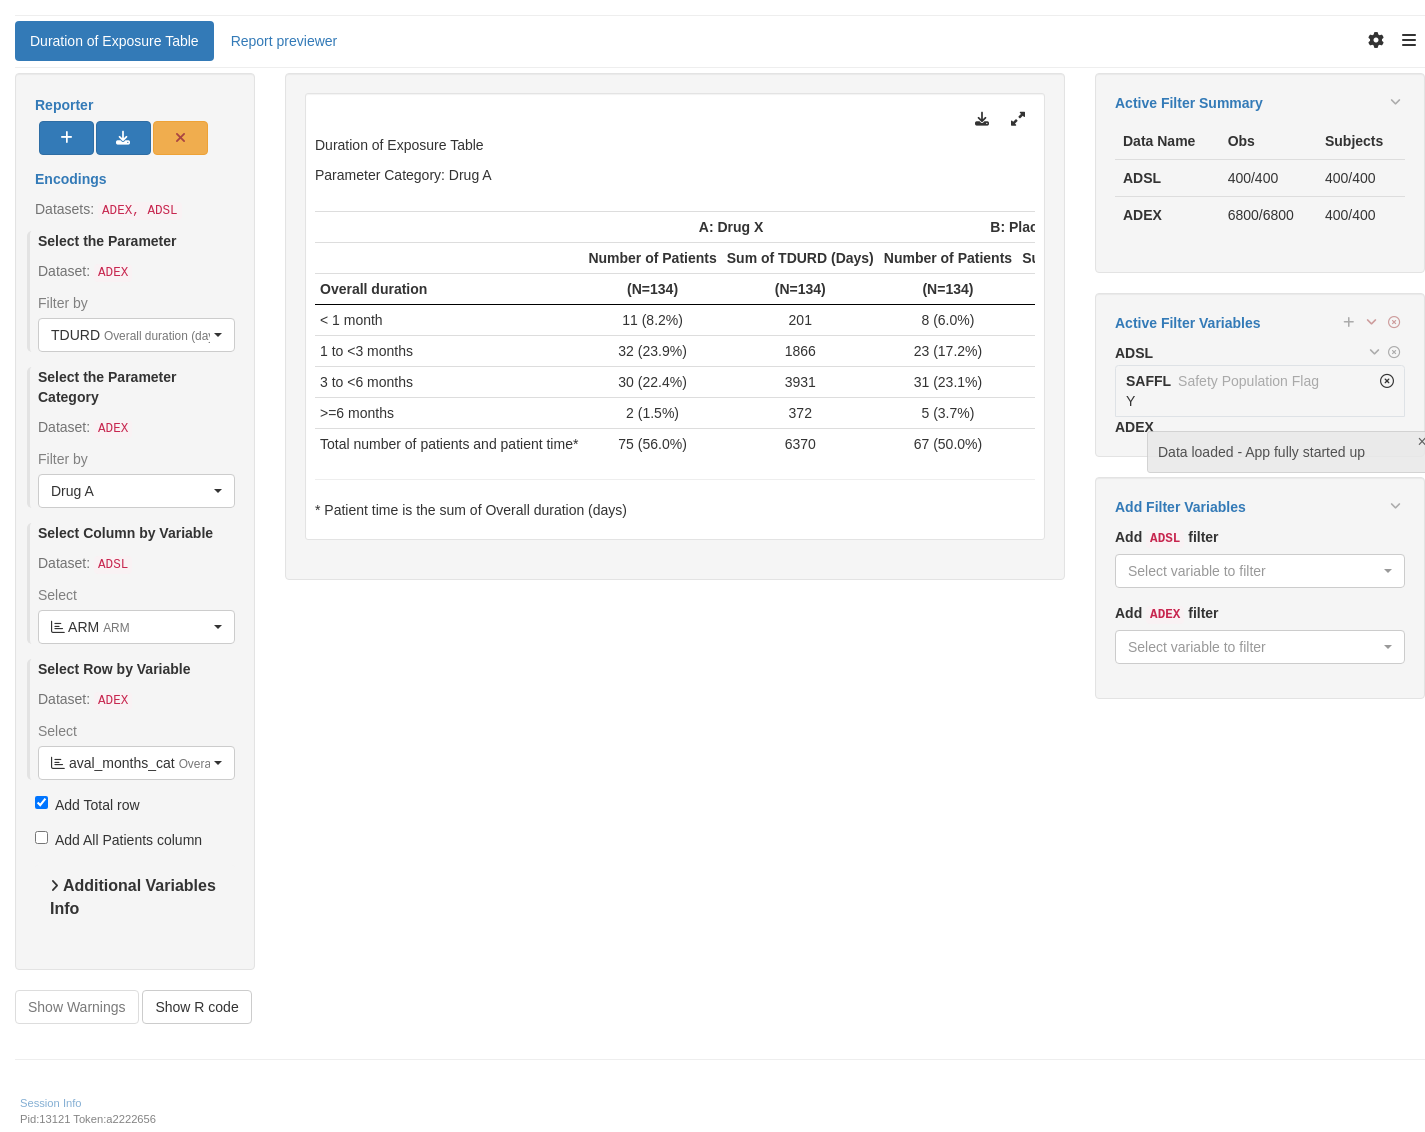 Duration of Exposure Table
Report previewer
Reporter
Encodings
Datasets: ADEX, ADSL
Select the Parameter
Dataset: ADEX
Filter by
TDURD Overall duration (day
Select the Parameter
Category
Dataset: ADEX
Filter by
Drug A
Select Column by Variable
Dataset: ADSL
Select
ARM ARM
Select Row by Variable
Dataset: ADEX
Select
aval_months_cat Overa
Add Total row
Add All Patients column
Additional Variables
Info
Show Warnings
Show R code
Duration of Exposure Table
Parameter Category: Drug A
A: Drug X B: Plac
Number of Patients Sum of TDURD (Days) Number of Patients Su
Overall duration (N=134) (N=134) (N=134)
< 1 month 11 (8.2%) 201 8 (6.0%)
1 to <3 months 32 (23.9%) 1866 23 (17.2%)
3 to <6 months 30 (22.4%) 3931 31 (23.1%)
>=6 months 2 (1.5%) 372 5 (3.7%)
Total number of patients and patient time* 75 (56.0%) 6370 67 (50.0%)
* Patient time is the sum of Overall duration (days)
Active Filter Summary
Data Name Obs Subjects
ADSL 400/400 400/400
ADEX 6800/6800 400/400
Active Filter Variables
ADSL
SAFFL Safety Population Flag
Y
ADEX
Data loaded - App fully started up
Add Filter Variables
Add ADSL filter
Select variable to filter
Add ADEX filter
Select variable to filter
Session Info
Pid:13121 Token:a2222656